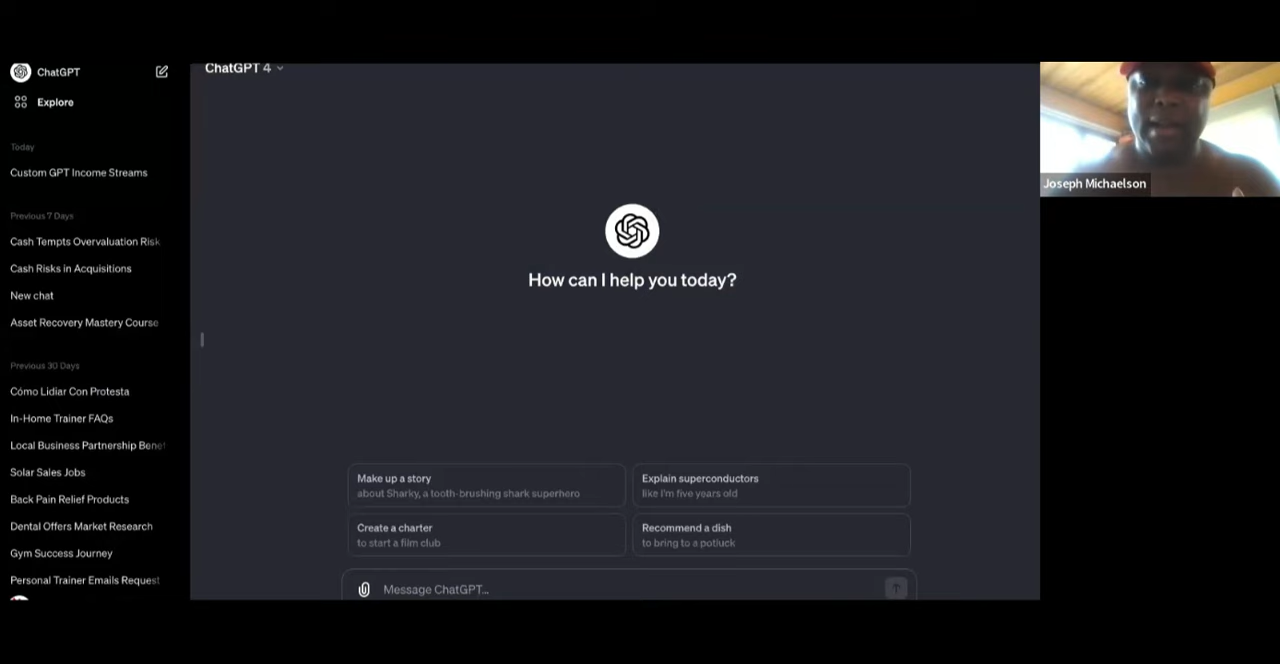 ChatGPT
Explore
Today
Custom GPT Income Streams
Previous 7 Days
Cash Tempts Overvaluation Risk
Cash Risks in Acquisitions
New chat
Asset Recovery Mastery Course
Previous 30 Days
Cómo Lidiar Con Protesta
In-Home Trainer FAQs
Local Business Partnership Benef
Solar Sales Jobs
Back Pain Relief Products
Dental Offers Market Research
Gym Success Journey
Personal Trainer Emails Request
ChatGPT 4
How can I help you today?
Make up a story
about Sharky, a tooth-brushing shark superhero
Explain superconductors
like I'm five years old
Create a charter
to start a film club
Recommend a dish
to bring to a potluck
Message ChatGPT...
Joseph Michaelson